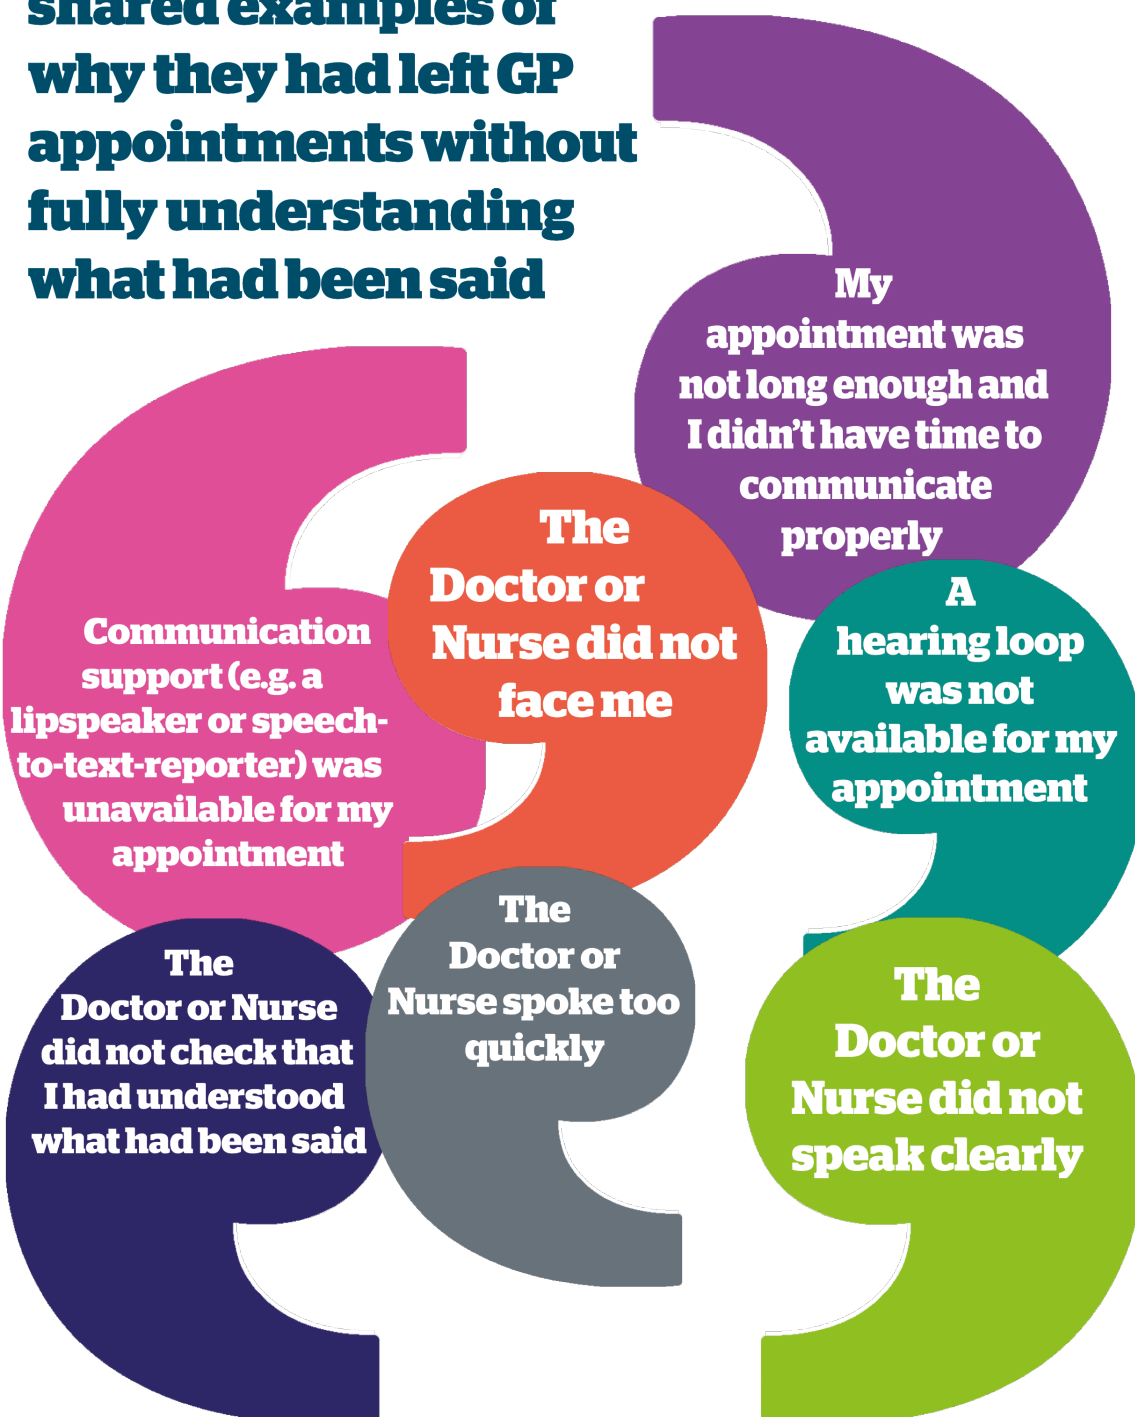 shared examples of
why they had left GP
appointments without
fully understanding
what had been said
My
appointment was
not long enough and
I didn’t have time to
communicate
properly
Communication
support (e.g. a
lipspeaker or speech-
to-text-reporter) was
unavailable for my
appointment
The
Doctor or
Nurse did not
face me
A
hearing loop
was not
available for my
appointment
The
Doctor or Nurse
did not check that
I had understood
what had been said
The
Doctor or
Nurse spoke too
quickly
The
Doctor or
Nurse did not
speak clearly